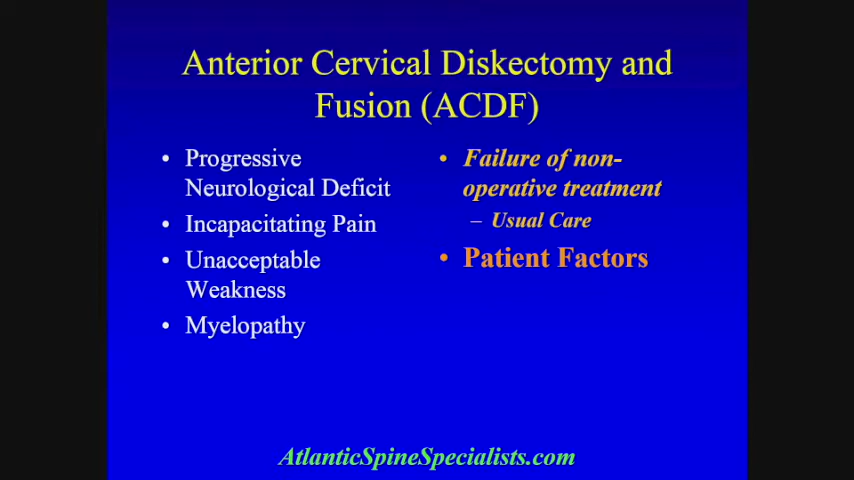 Anterior Cervical Diskectomy and
Fusion (ACDF)
• Progressive
Neurological Deficit
• Incapacitating Pain
• Unacceptable
Weakness
• Myelopathy
• Failure of non-
operative treatment
– Usual Care
• Patient Factors
AtlanticSpineSpecialists.com